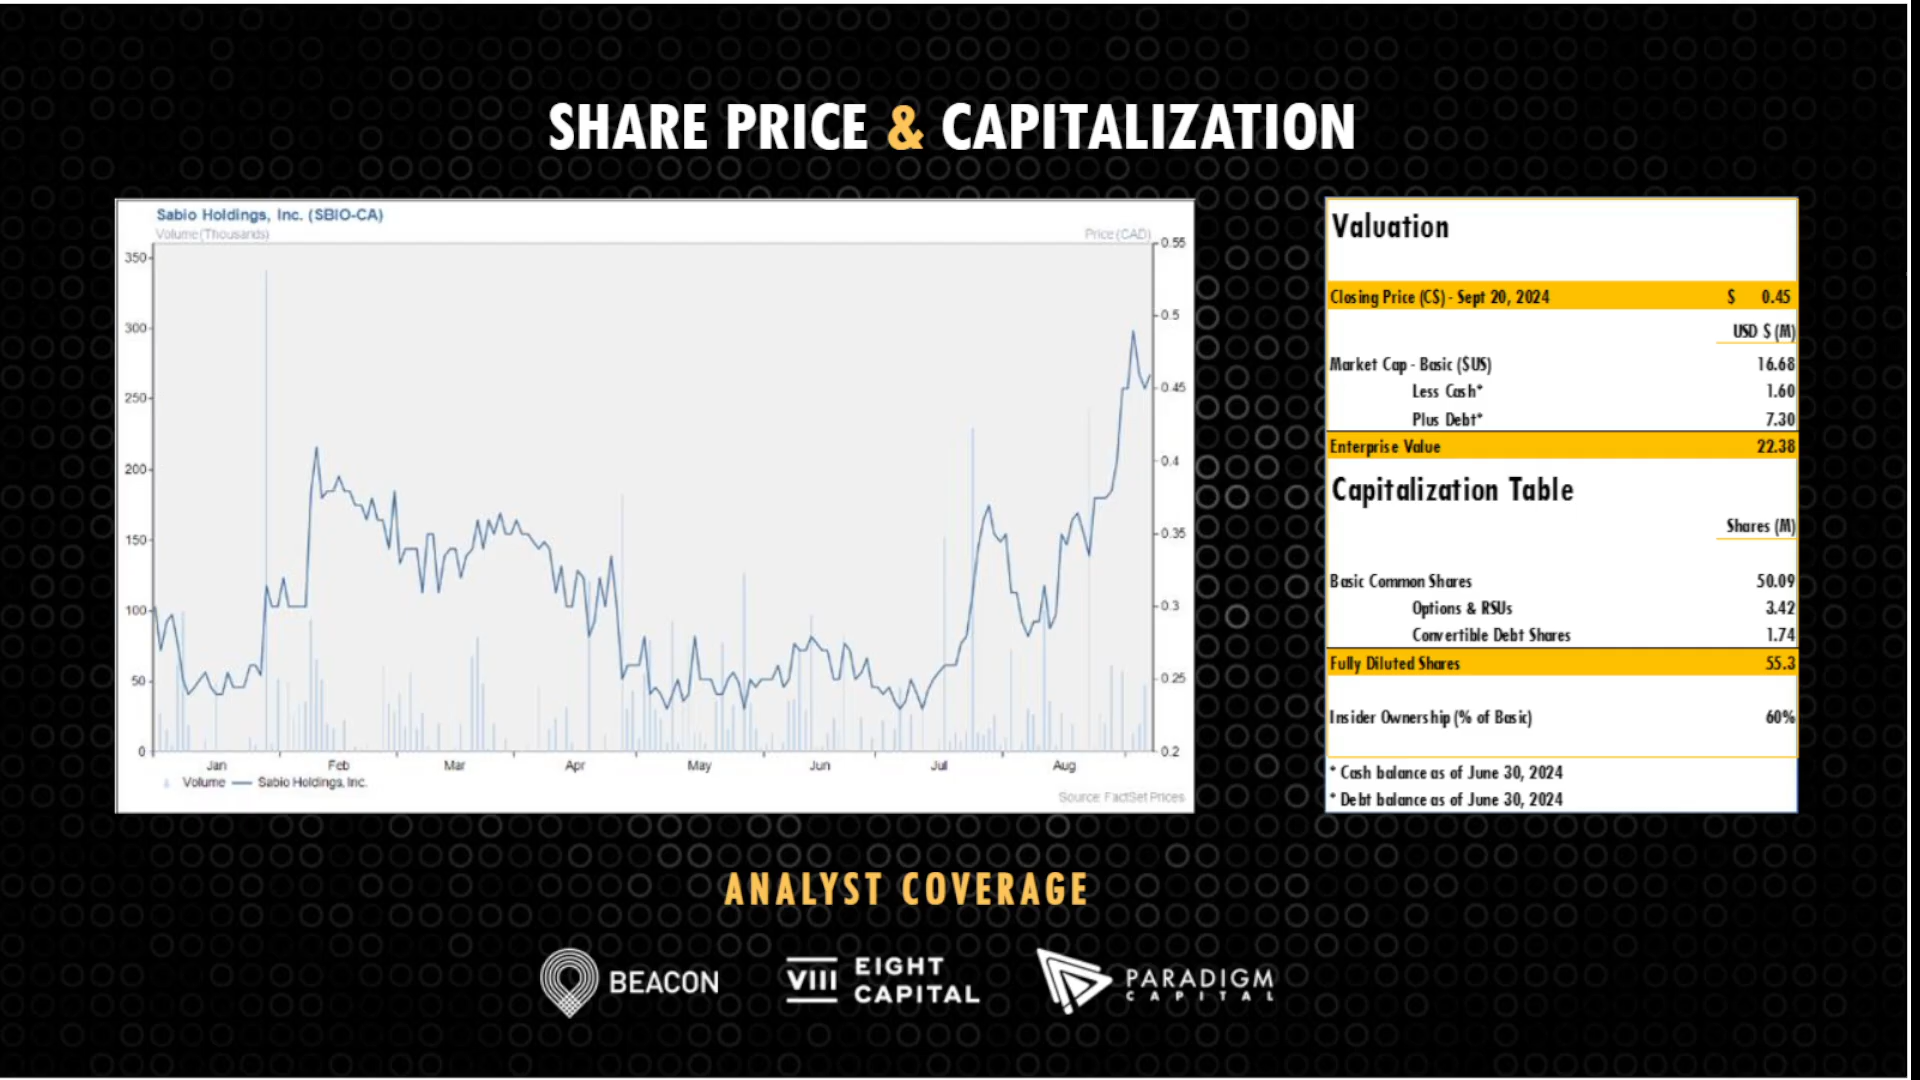 SHARE PRICE & CAPITALIZATION
Sabio Holdings, Inc. (SBIO-CA)
Volume (Thousands) Price (CAD)
350
300
250
200
150
100
50
0
0.55
0.5
0.45
0.4
0.35
0.3
0.25
0.2
Jan Feb Mar Apr May Jun Jul Aug
Volume Sabio Holdings, Inc.
Source: FactSet Prices
Valuation
Closing Price (C$) - Sept 20, 2024 $ 0.45
USD $ (M)
Market Cap - Basic ($US) 16.68
Less Cash* 1.60
Plus Debt* 7.30
Enterprise Value 22.38
Capitalization Table
Shares (M)
Basic Common Shares 50.09
Options & RSUs 3.42
Convertible Debt Shares 1.74
Fully Diluted Shares 55.3
Insider Ownership (% of Basic) 60%
* Cash balance as of June 30, 2024
* Debt balance as of June 30, 2024
ANALYST COVERAGE
BEACON
VIII EIGHT CAPITAL
PARADIGM CAPITAL